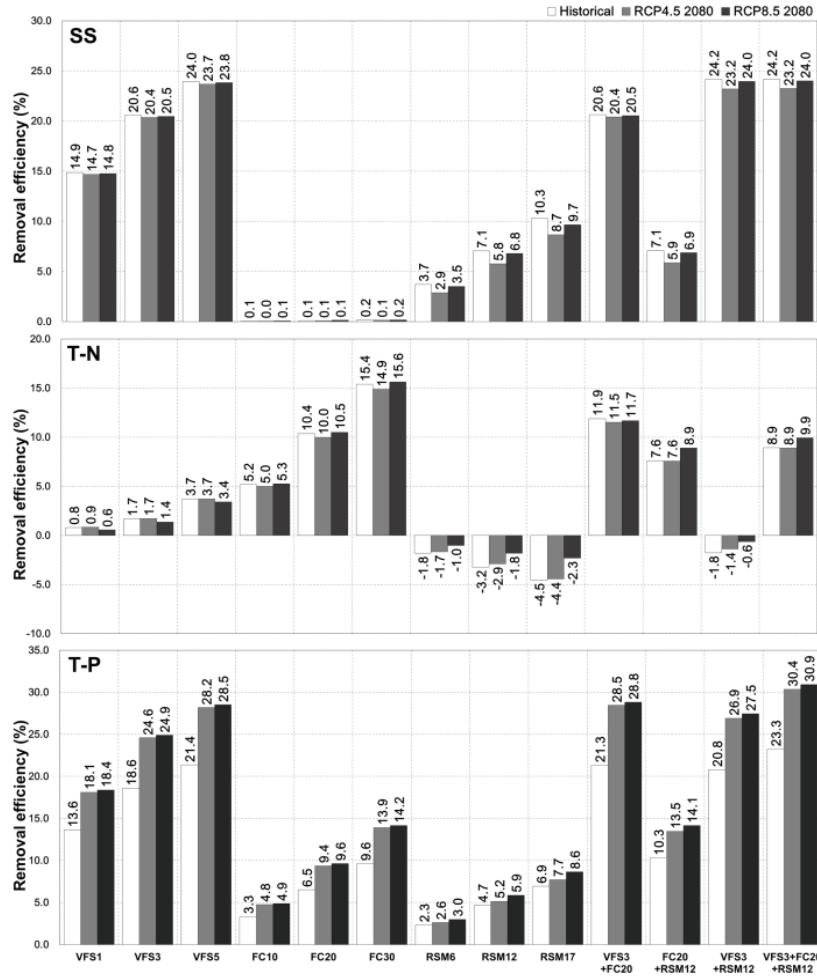 Historical RCP4.5 2080 RCP8.5 2080
SS
Removal efficiency (%)
30.0
25.0
20.0
15.0
10.0
5.0
0.0
14.9 14.7 14.8
20.6 20.4 20.5
24.0 23.7 23.8
0.1 0.0 0.1
0.1 0.1 0.1
0.2 0.1 0.2
3.7 2.9 3.5
7.1 5.8 6.8
10.3 8.7 9.7
20.6 20.4 20.5
7.1 5.9 6.9
24.2 23.2 24.0
24.2 23.2 24.0
T-N
Removal efficiency (%)
20.0
15.0
10.0
5.0
0.0
-5.0
-10.0
0.8 0.9 0.6
1.7 1.7 1.4
3.7 3.7 3.4
5.2 5.0 5.3
10.4 10.0 10.5
15.4 14.9 15.6
-1.8 -1.7 -1.0
-3.2 -2.9 -1.8
-4.5 -4.4 -2.3
11.9 11.5 11.7
7.6 7.6 8.9
-1.8 -1.4 -0.6
8.9 8.9 9.9
T-P
Removal efficiency (%)
35.0
30.0
25.0
20.0
15.0
10.0
5.0
0.0
13.6 18.1 18.4
18.6 24.6 24.9
21.4 28.2 28.5
3.3 4.8 4.9
6.5 9.4 9.6
9.6 13.9 14.2
2.3 2.6 3.0
4.7 5.2 5.9
6.9 7.7 8.6
21.3 28.5 28.8
10.3 13.5 14.1
20.8 26.9 27.5
23.3 30.4 30.9
VFS1 VFS3 VFS5 FC10 FC20 FC30 RSM6 RSM12 RSM17 VFS3 FC20 VFS3 VFS3+FC20
+FC20 +RSM12 +RSM12 +RSM12